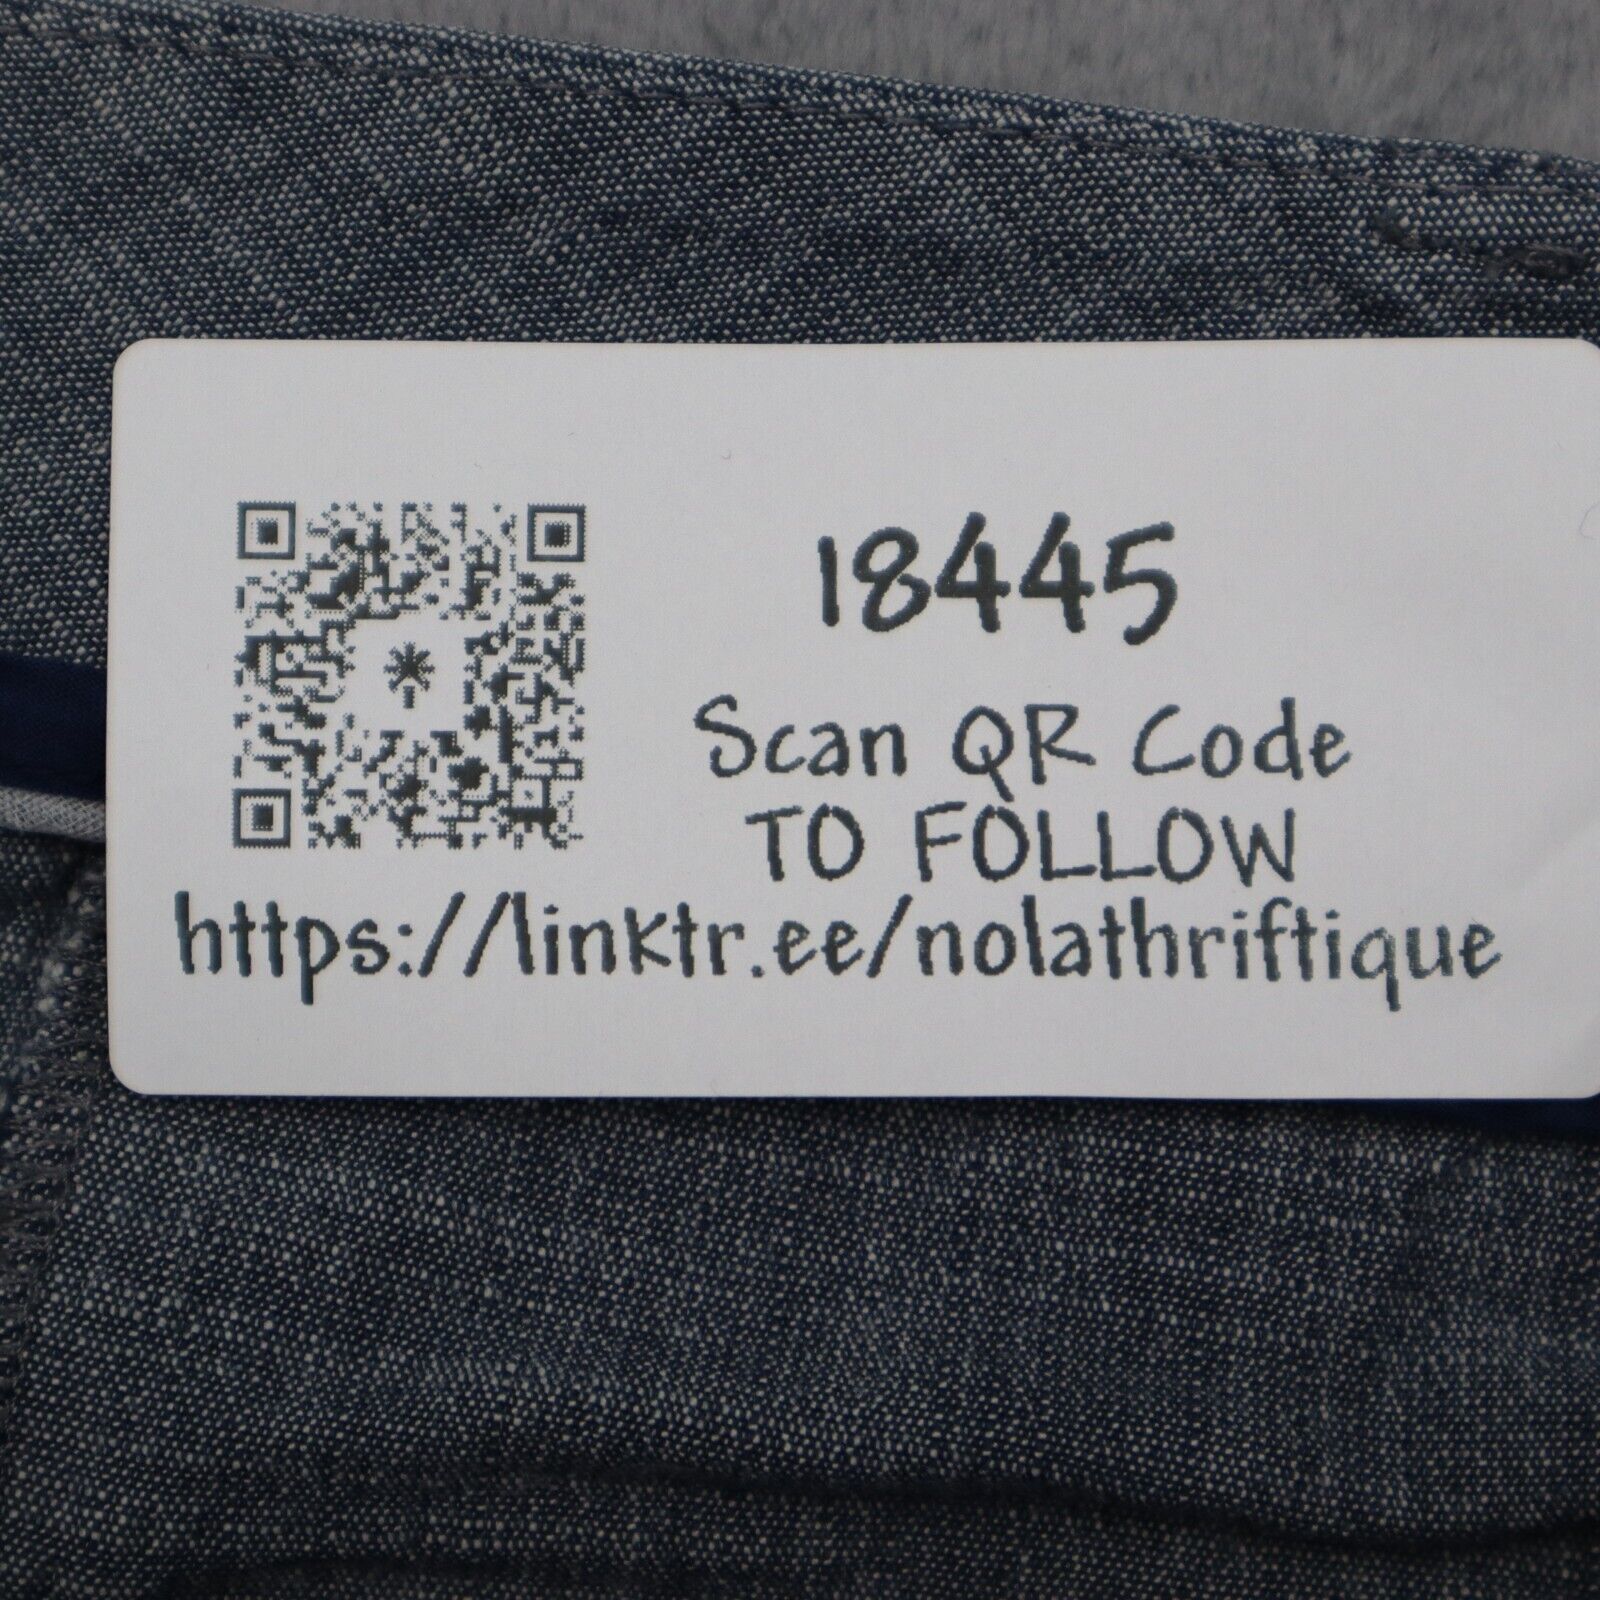 18445
Scan QR Code
TO FOLLOW
https://linktr.ee/nolathriftique